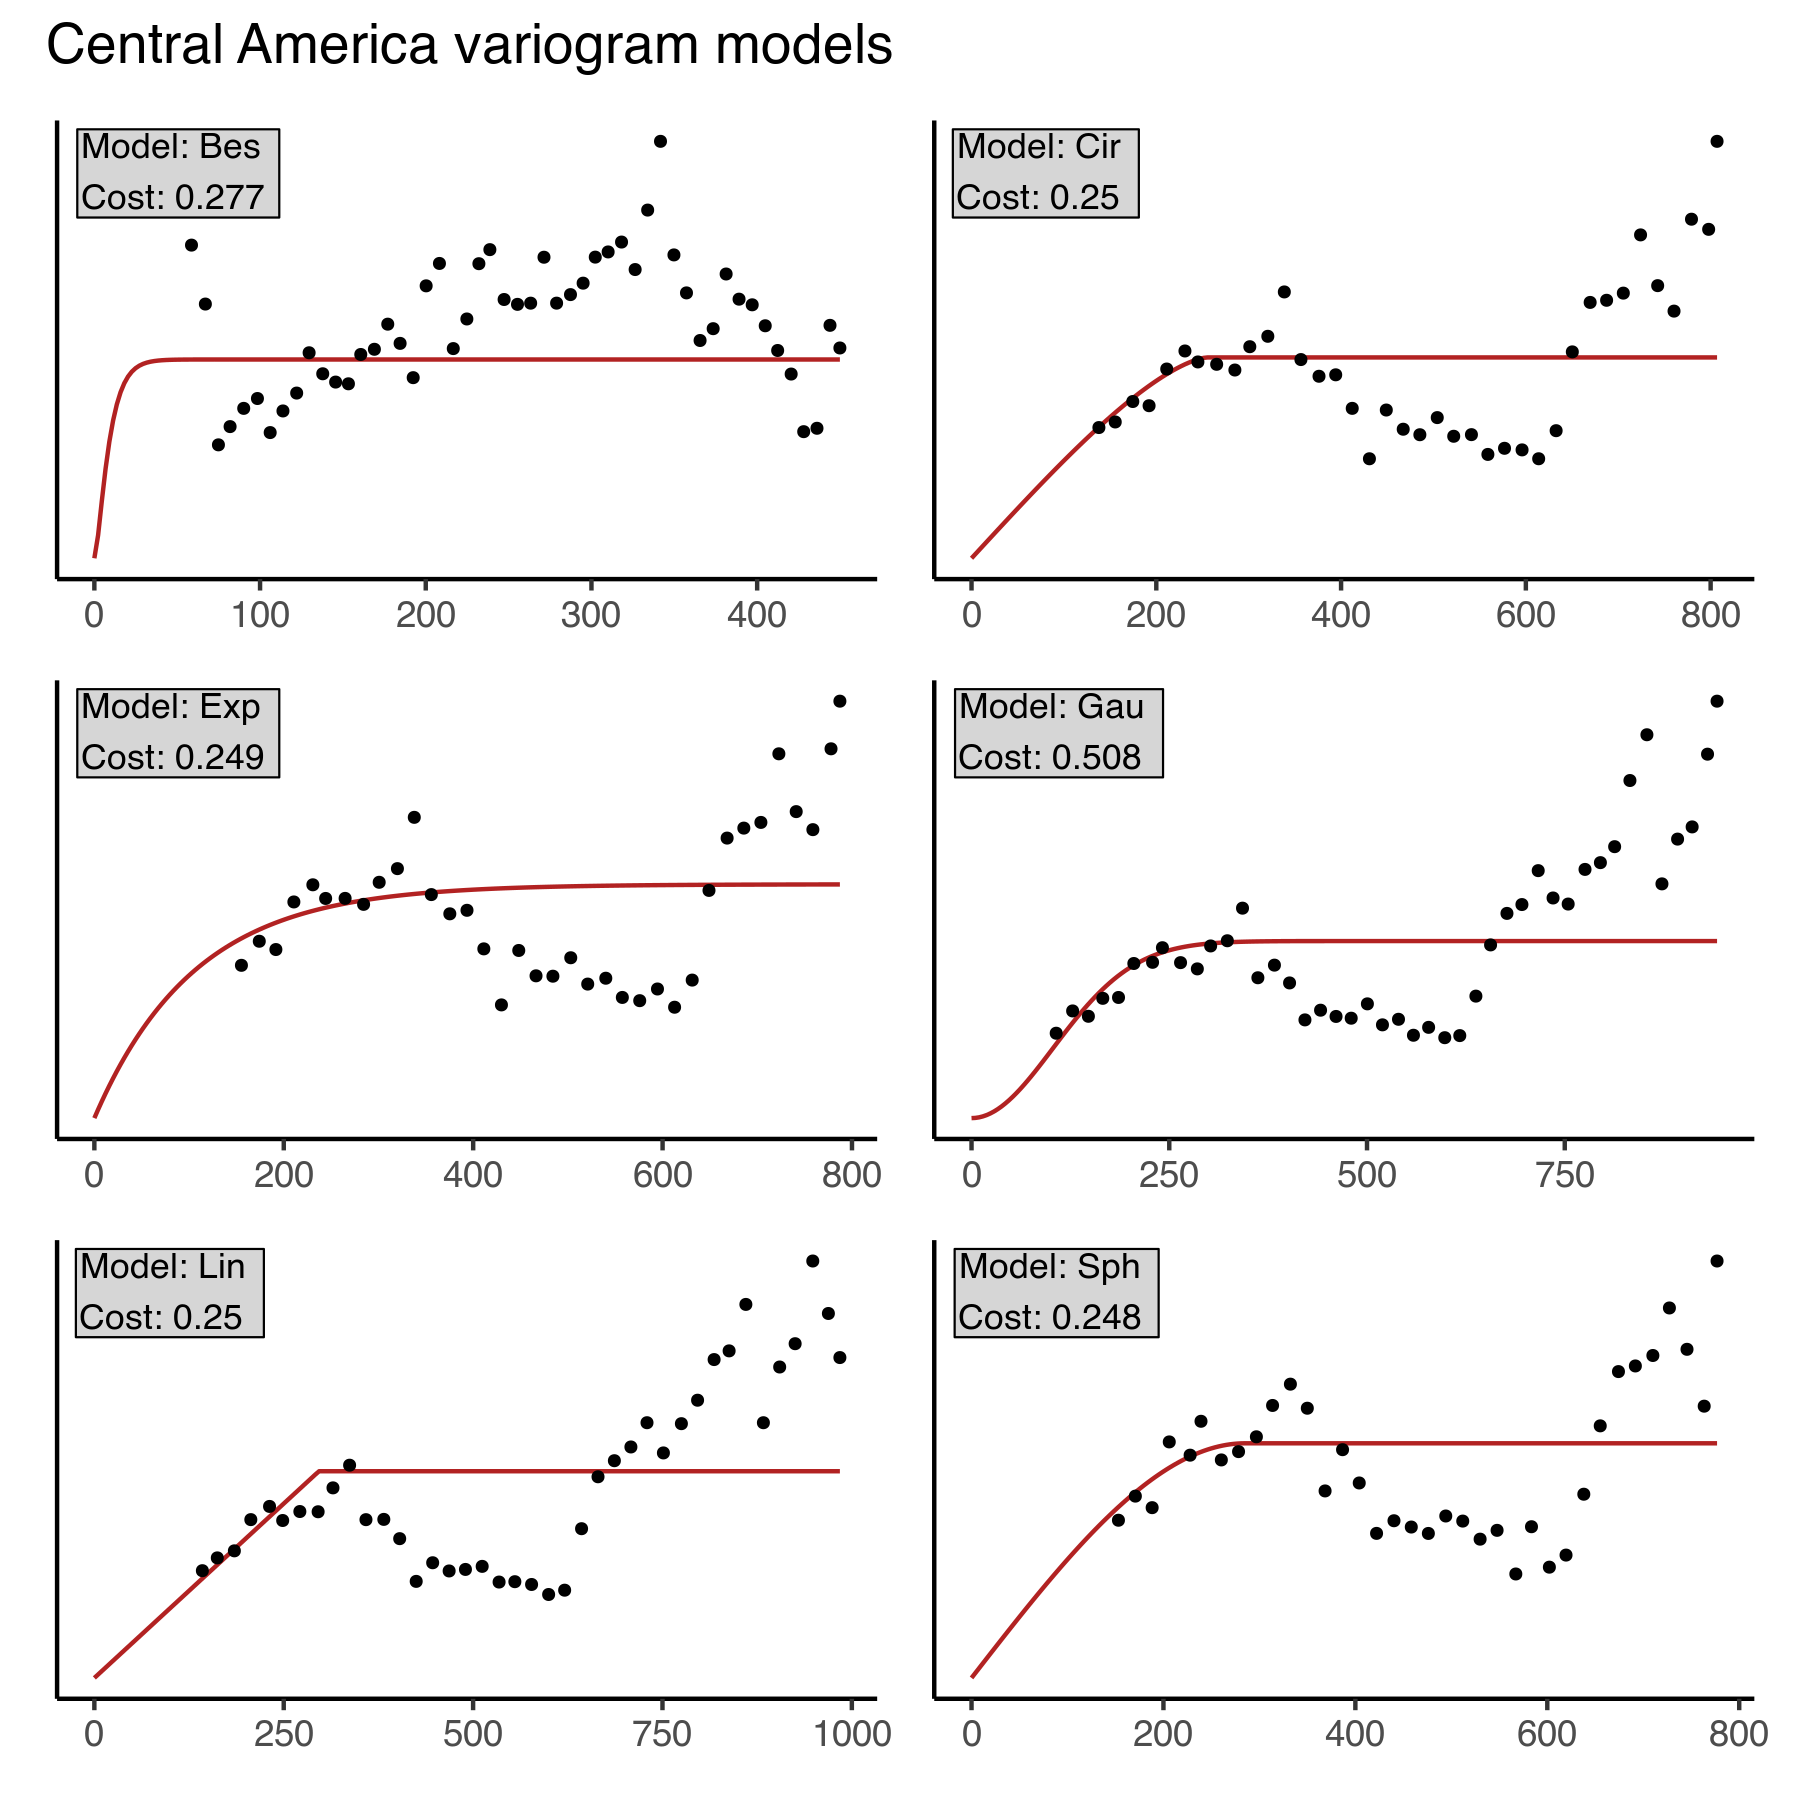 Central America variogram models
Model: Bes
Cost: 0.277
0 100 200 300 400
Model: Cir
Cost: 0.25
0 200 400 600 800
Model: Exp
Cost: 0.249
0 200 400 600 800
Model: Gau
Cost: 0.508
0 250 500 750
Model: Lin
Cost: 0.25
0 250 500 750 1000
Model: Sph
Cost: 0.248
0 200 400 600 800